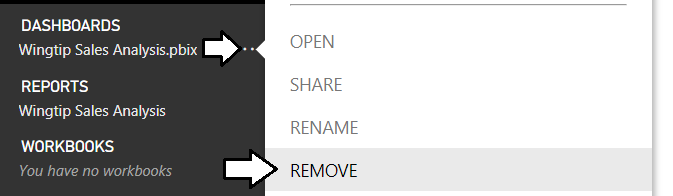 DASHBOARDS
Wingtip Sales Analysis.pbix
REPORTS
Wingtip Sales Analysis
WORKBOOKS
You have no workbooks
OPEN
SHARE
RENAME
REMOVE